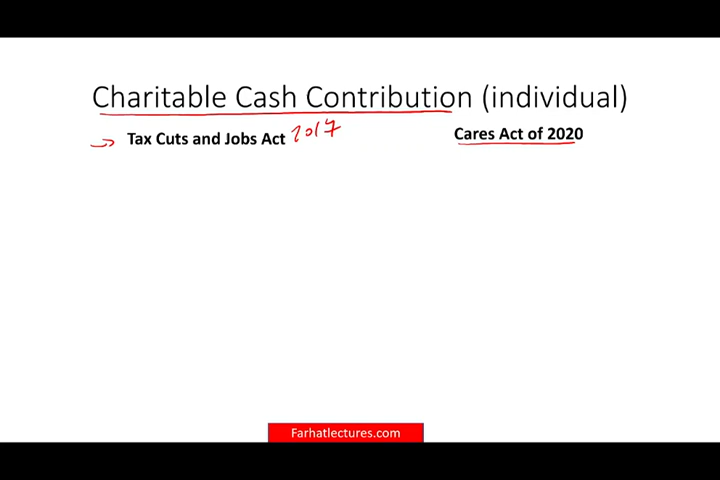 Charitable Cash Contribution (individual)
Tax Cuts and Jobs Act 2017
Cares Act of 2020
Farhatlectures.com